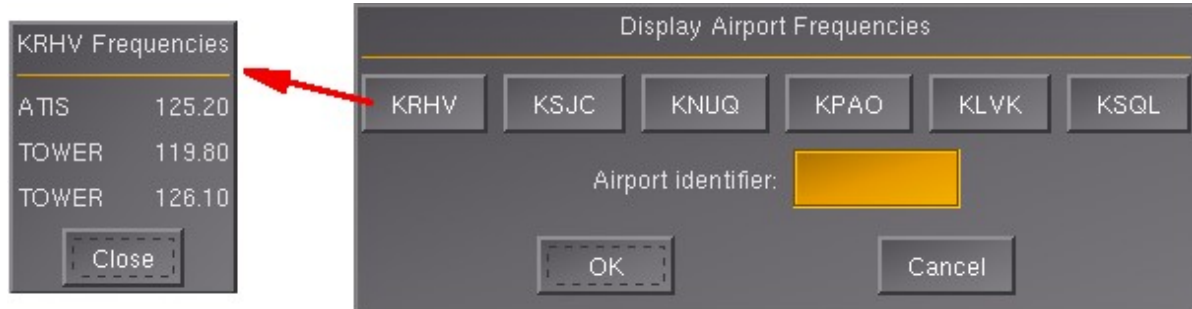 KRHV Frequencies
ATIS 125.20
TOWER 119.80
TOWER 126.10
Close
Display Airport Frequencies
KRHV KSJC KNUQ KPAO KLVK KSQL
Airport identifier:
OK Cancel